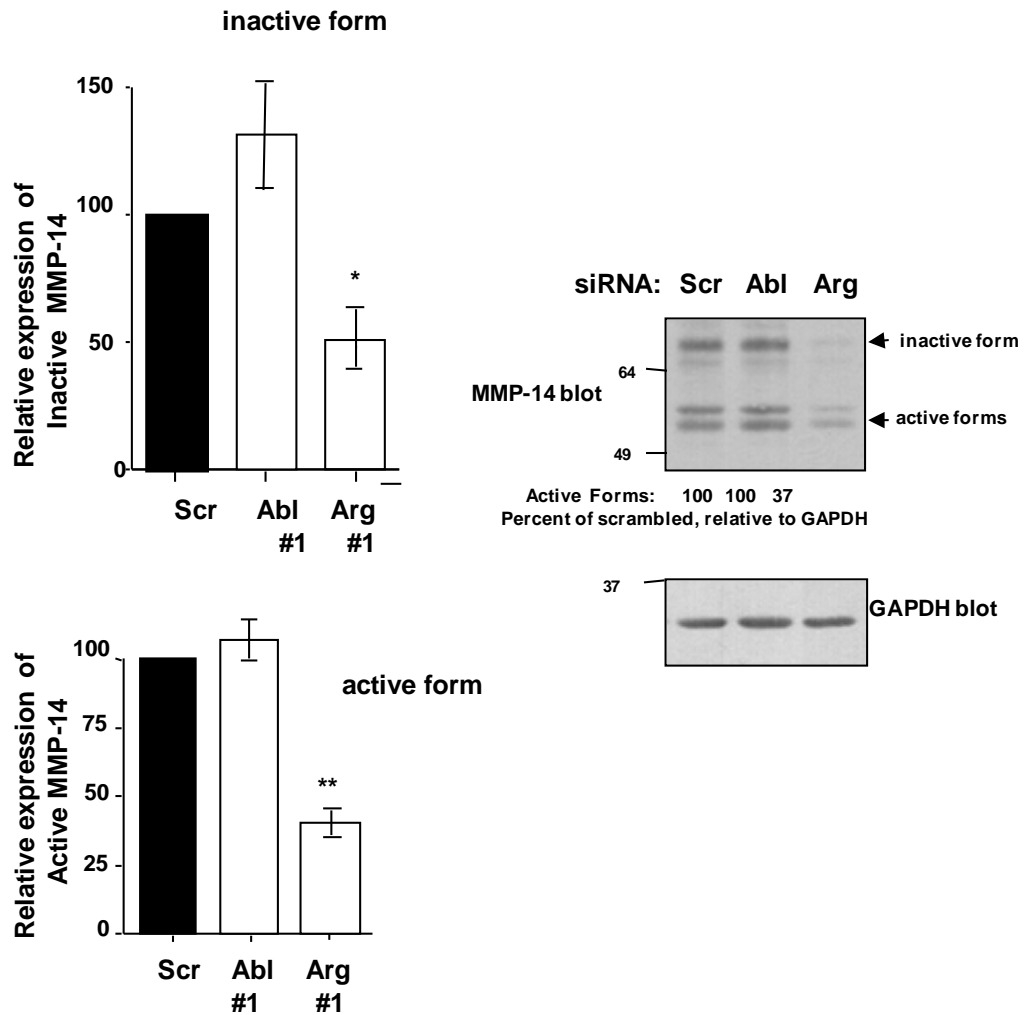 inactive form
150
100
50
0
Relative expression of
Inactive MMP-14
*
Scr Abl Arg
#1 #1
100
75
50
25
0
Relative expression of
Active MMP-14
active form
**
Scr Abl Arg
#1 #1
siRNA: Scr Abl Arg
inactive form
64
MMP-14 blot
active forms
49
Active Forms: 100 100 37
Percent of scrambled, relative to GAPDH
37
GAPDH blot